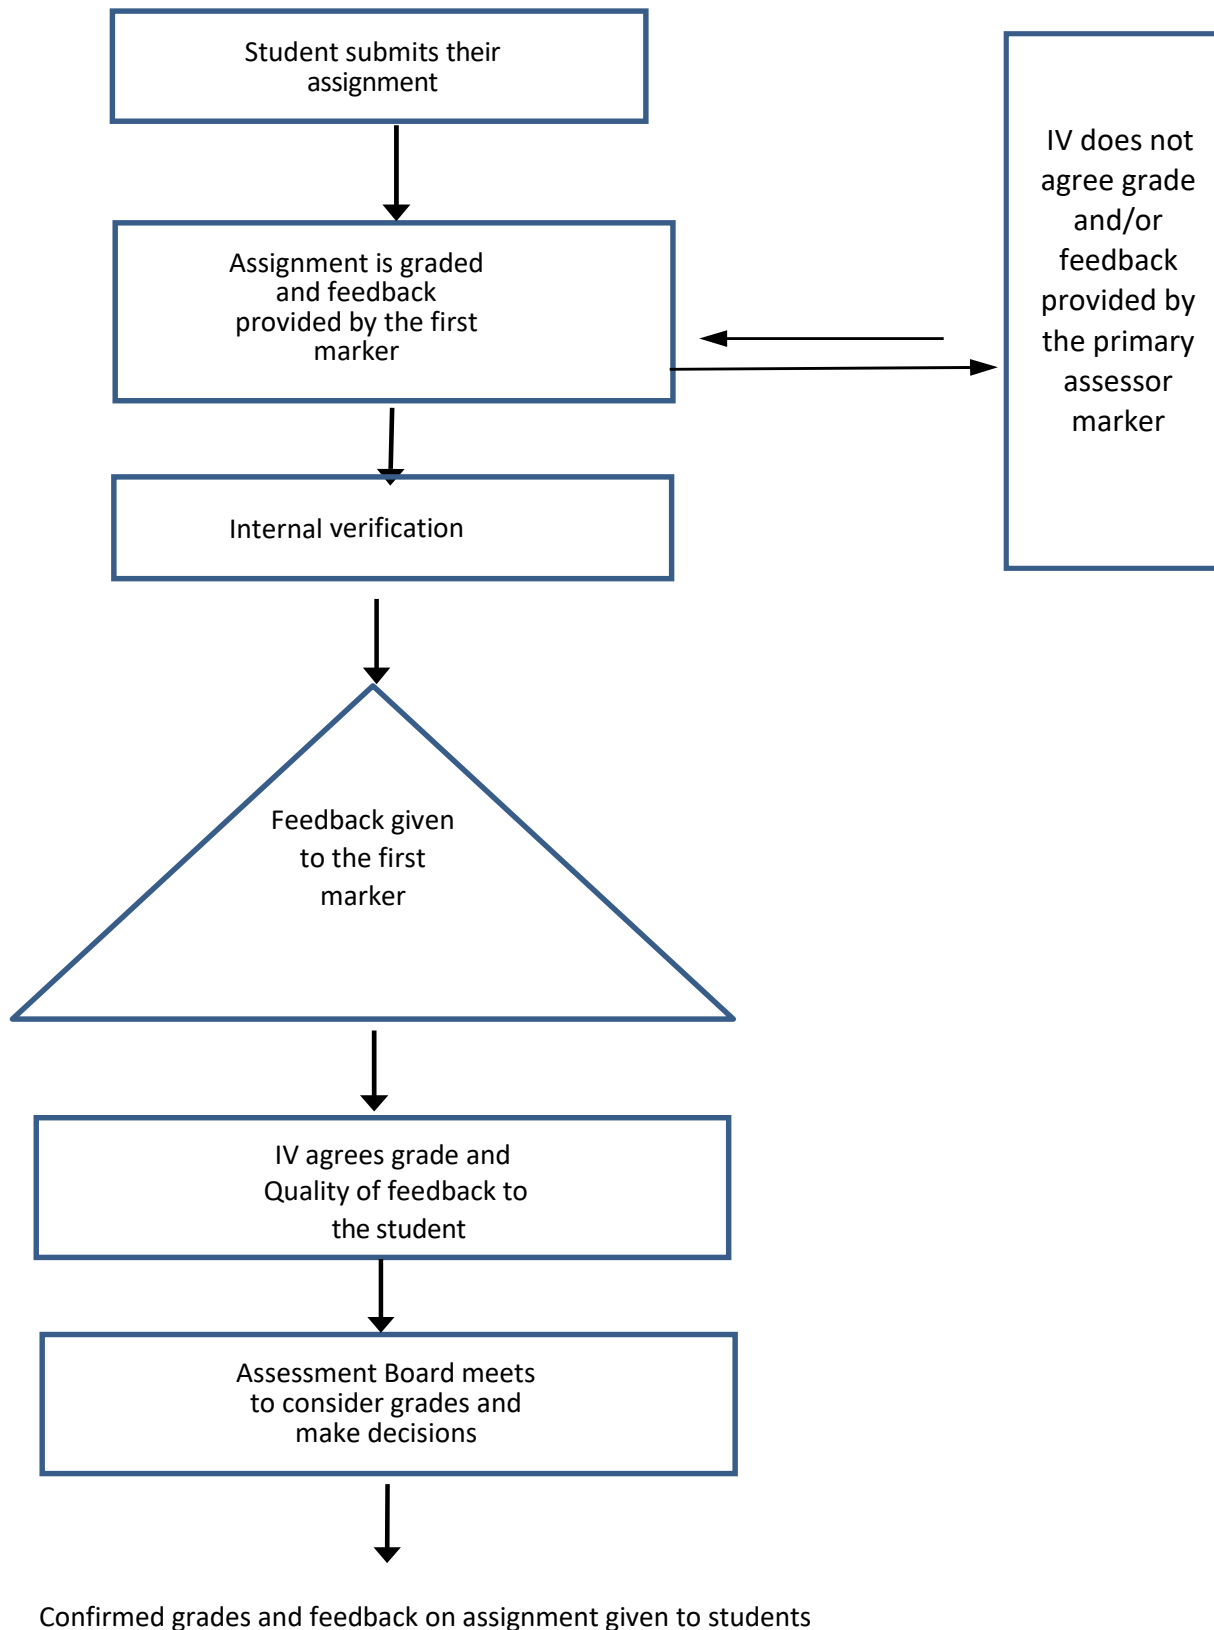 Student submits their
assignment
Assignment is graded
and feedback
provided by the first
marker
IV does not
agree grade
and/or
feedback
provided by
the primary
assessor
marker
Internal verification
Feedback given
to the first
marker
IV agrees grade and
Quality of feedback to
the student
Assessment Board meets
to consider grades and
make decisions
Confirmed grades and feedback on assignment given to students